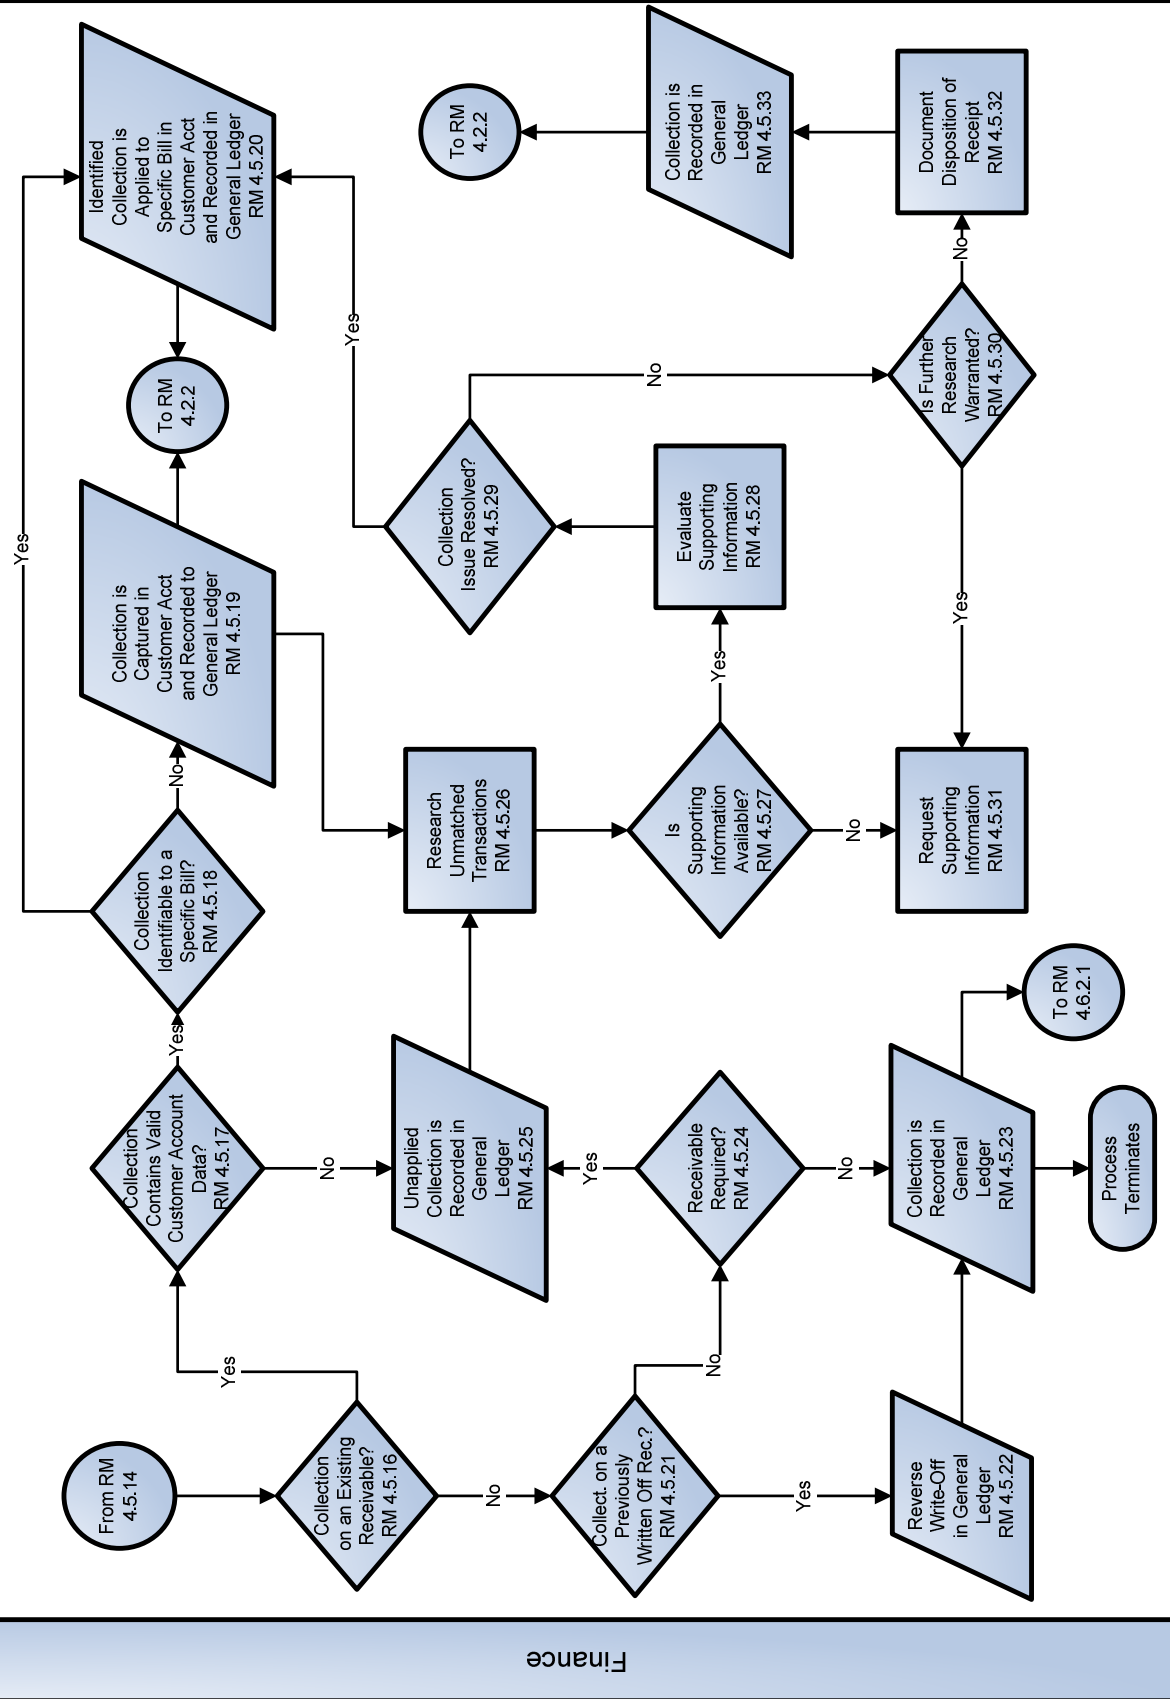 Finance
From RM
4.5.14
Collection
on an Existing
Receivable?
RM 4.5.16
Yes
No
Collect. on a
Previously
Written Off Rec.?
RM 4.5.21
No
Yes
Reverse
Write-Off
in General
Ledger
RM 4.5.22
Collection
Contains Valid
Customer Account
Data?
RM 4.5.17
Yes
No
Unapplied
Collection is
Recorded in
General
Ledger
RM 4.5.25
Yes
Receivable
Required?
RM 4.5.24
No
Collection is
Recorded in
General
Ledger
RM 4.5.23
Process
Terminates
To RM
4.6.2.1
Collection
Identifiable to a
Specific Bill?
RM 4.5.18
Yes
No
Research
Unmatched
Transactions
RM 4.5.26
Is
Supporting
Information
Available?
RM 4.5.27
Yes
No
Request
Supporting
Information
RM 4.5.31
Collection is
Captured in
Customer Acct
and Recorded to
General Ledger
RM 4.5.19
Collection
Issue Resolved?
RM 4.5.29
Yes
No
Evaluate
Supporting
Information
RM 4.5.28
Yes
To RM
4.2.2
Is Further
Research
Warranted?
RM 4.5.30
No
Identified
Collection is
Applied to
Specific Bill in
Customer Acct
and Recorded in
General Ledger
RM 4.5.20
To RM
4.2.2
Collection is
Recorded in
General
Ledger
RM 4.5.33
Document
Disposition of
Receipt
RM 4.5.32